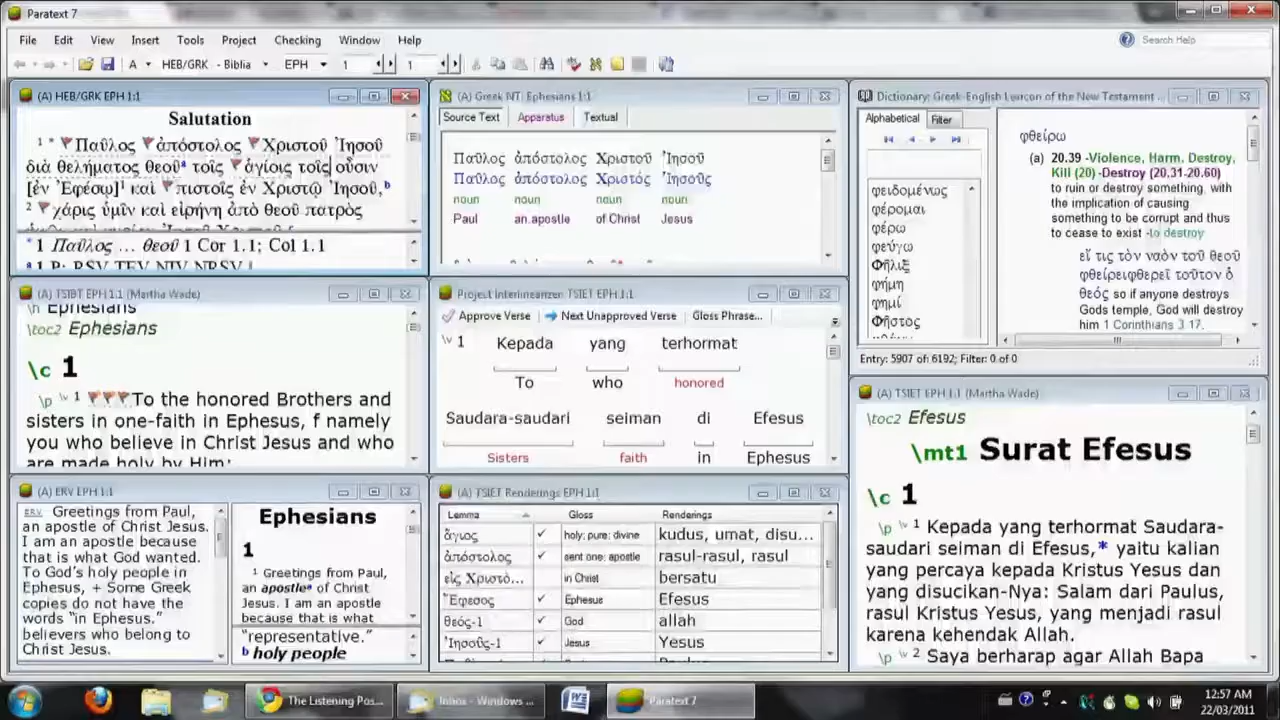 Paratext 7
File Edit View Insert Tools Project Checking Window Help
Search Help
A HEB/GRK - Biblia EPH 1 1
(A) HEB/GRK EPH 1:1
Salutation
1 * Παῦλος ἀπόστολος Χριστοῦ Ἰησοῦ
διὰ θελήματος θεοῦa τοῖς ἁγίοις τοῖς οὖσιν
[ἐν Ἐφέσῳ]1 καὶ πιστοῖς ἐν Χριστῷ Ἰησοῦ,b
2 χάρις ὑμῖν καὶ εἰρήνη ἀπὸ θεοῦ πατρὸς
* 1 Παῦλος … θεοῦ 1 Cor 1.1; Col 1.1
a 1 P: RSV TEV NIV NRSV
(A) Greek NT: Ephesians 1:1
Source Text Apparatus Textual
Παῦλος ἀπόστολος Χριστοῦ Ἰησοῦ
Παῦλος ἀπόστολος Χριστός Ἰησοῦς
noun noun noun noun
Paul an.apostle of Christ Jesus
Dictionary: Greek-English Lexicon of the New Testament ...
Alphabetical Filter
φειδομένως
φέρομαι
φέρω
φεύγω
Φῆλιξ
φήμη
φημί
Φῆστος
φθείρω
(a) 20.39 -Violence, Harm, Destroy,
Kill (20) -Destroy (20.31-20.60)
to ruin or destroy something, with
the implication of causing
something to be corrupt and thus
to cease to exist -to destroy
εἴ τις τὸν ναὸν τοῦ θεοῦ
φθείρειφθερεῖ τοῦτον ὁ
θεός so if anyone destroys
Gods temple, God will destroy
him 1 Corinthians 3.17.
Entry: 5907 of: 6192; Filter: 0 of 0
(A) TSIBT EPH 1:1 (Martha Wade)
\h Ephesians
\toc2 Ephesians
\c 1
\p \v 1 To the honored Brothers and
sisters in one-faith in Ephesus, f namely
you who believe in Christ Jesus and who
are made holy by Him:
Project Interlinearizer: TSIET EPH 1:1
Approve Verse Next Unapproved Verse Gloss Phrase...
\v 1 Kepada yang terhormat
To who honored
Saudara-saudari seiman di Efesus
Sisters faith in Ephesus
(A) TSIET EPH 1:1 (Martha Wade)
\toc2 Efesus
\mt1 Surat Efesus
\c 1
\p \v 1 Kepada yang terhormat Saudara-
saudari seiman di Efesus,* yaitu kalian
yang percaya kepada Kristus Yesus dan
yang disucikan-Nya: Salam dari Paulus,
rasul Kristus Yesus, yang menjadi rasul
karena kehendak Allah.
\p \v 2 Saya berharap agar Allah Bapa
(A) ERV EPH 1:1
ERV Greetings from Paul,
an apostle of Christ Jesus.
I am an apostle because
that is what God wanted.
To God's holy people in
Ephesus, + Some Greek
copies do not have the
words "in Ephesus."
believers who belong to
Christ Jesus.
Ephesians
1
1 Greetings from Paul,
an apostlea of Christ
Jesus. I am an apostle
because that is what
"representative."
b holy people
(A) TSIET Renderings EPH 1:1
Lemma Gloss Renderings
ἅγιος ✓ holy; pure; divine kudus, umat, disu...
ἀπόστολος ✓ sent one; apostle rasul-rasul, rasul
εἰς Χριστὸ... in Christ bersatu
Ἔφεσος ✓ Ephesus Efesus
θεός-1 ✓ God allah
Ἰησοῦς-1 ✓ Jesus Yesus
The Listening Pos...
Inbox - Windows ...
Paratext 7
12:57 AM
22/03/2011